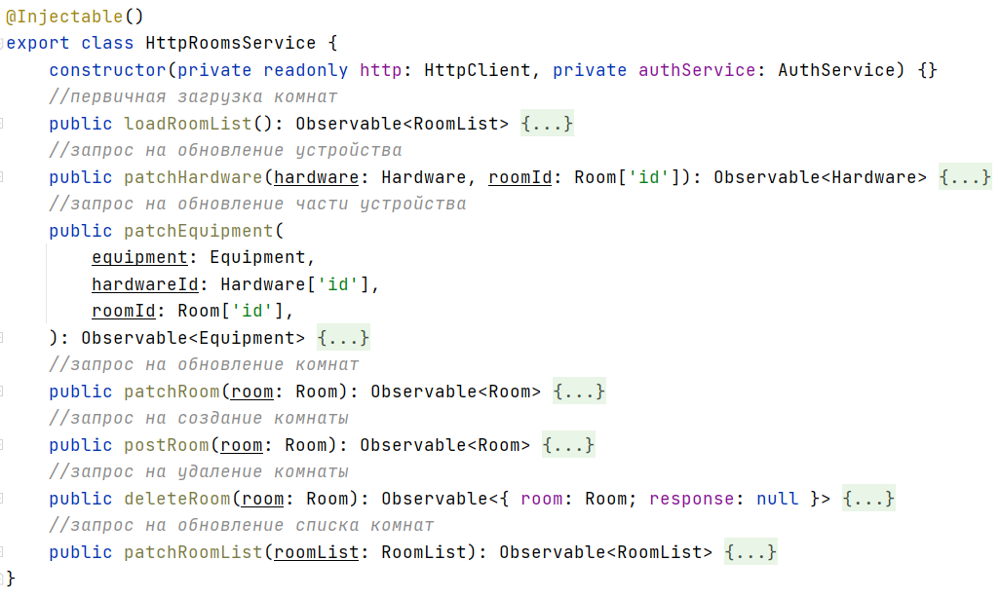 @Injectable()
export class HttpRoomsService {
    constructor(private readonly http: HttpClient, private authService: AuthService) {}
    //первичная загрузка комнат
    public loadRoomList(): Observable<RoomList> {...}
    //запрос на обновление устройства
    public patchHardware(hardware: Hardware, roomId: Room['id']): Observable<Hardware> {...}
    //запрос на обновление части устройства
    public patchEquipment(
        equipment: Equipment,
        hardwareId: Hardware['id'],
        roomId: Room['id'],
    ): Observable<Equipment> {...}
    //запрос на обновление комнат
    public patchRoom(room: Room): Observable<Room> {...}
    //запрос на создание комнаты
    public postRoom(room: Room): Observable<Room> {...}
    //запрос на удаление комнаты
    public deleteRoom(room: Room): Observable<{ room: Room; response: null }> {...}
    //запрос на обновление списка комнат
    public patchRoomList(roomList: RoomList): Observable<RoomList> {...}
}